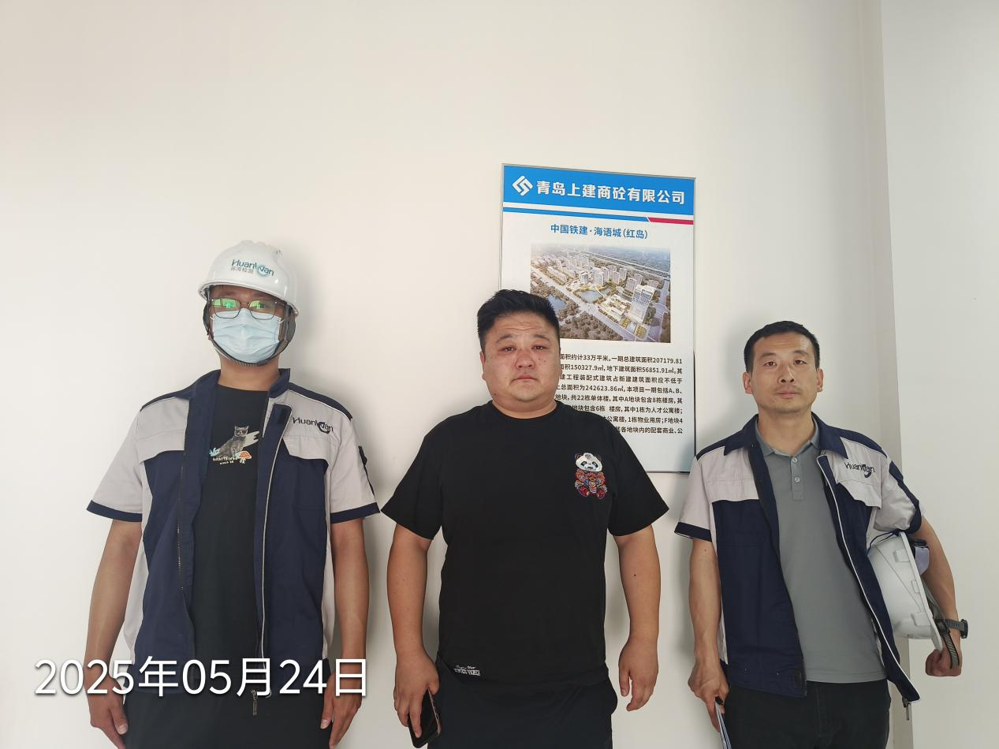 青岛上建商砼有限公司
中国铁建·海语城(红岛)
面积约计33万平米。一期总建筑面积207179.81
面积150327.9㎡,地下建筑面积56851.91㎡。其
建工程装配式建筑占新建建筑面积应不低于
总面积为242623.86㎡,本项目一期包括A、B、
地块,共22栋单体楼,其中A地块包含8栋楼房,其
地块包含6栋 楼房,其中1栋为人才公寓楼;
公寓楼,1栋物业用房;F地块4
各地块内的配套商业、公
HuanWan
环湾检测
HuanWan
HuanWan
2025年05月24日